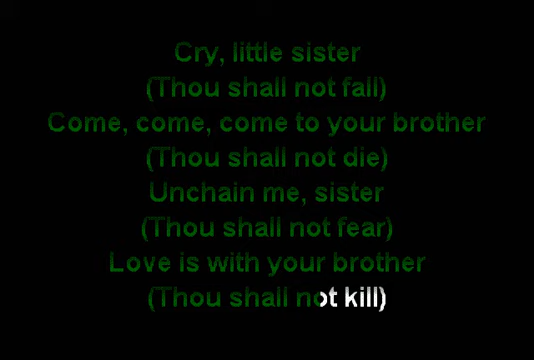 Cry, little sister
(Thou shall not fall)
Come, come, come to your brother
(Thou shall not die)
Unchain me, sister
(Thou shall not fear)
Love is with your brother
(Thou shall not kill)